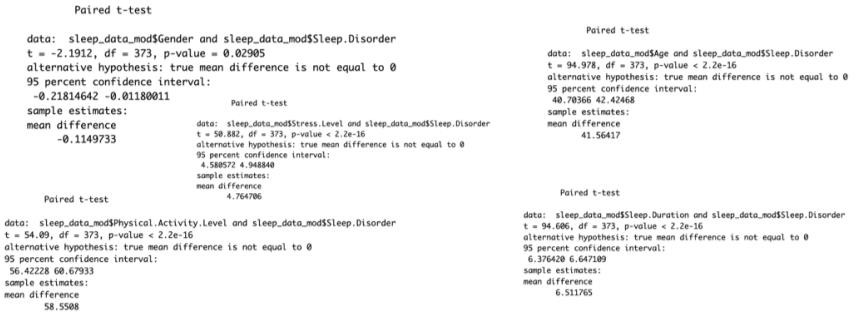 Paired t-test
data: sleep_data_mod$Gender and sleep_data_mod$Sleep.Disorder
t = -2.1912, df = 373, p-value = 0.02905
alternative hypothesis: true mean difference is not equal to 0
95 percent confidence interval:
-0.21814642 -0.01180011
sample estimates:
mean difference
-0.1149733
Paired t-test
data: sleep_data_mod$Stress.Level and sleep_data_mod$Sleep.Disorder
t = 50.882, df = 373, p-value < 2.2e-16
alternative hypothesis: true mean difference is not equal to 0
95 percent confidence interval:
4.580572 4.948840
sample estimates:
mean difference
4.764706
Paired t-test
data: sleep_data_mod$Age and sleep_data_mod$Sleep.Disorder
t = 94.978, df = 373, p-value < 2.2e-16
alternative hypothesis: true mean difference is not equal to 0
95 percent confidence interval:
40.70366 42.42468
sample estimates:
mean difference
41.56417
Paired t-test
data: sleep_data_mod$Physical.Activity.Level and sleep_data_mod$Sleep.Disorder
t = 54.09, df = 373, p-value < 2.2e-16
alternative hypothesis: true mean difference is not equal to 0
95 percent confidence interval:
56.42228 60.67933
sample estimates:
mean difference
58.5508
Paired t-test
data: sleep_data_mod$Sleep.Duration and sleep_data_mod$Sleep.Disorder
t = 94.606, df = 373, p-value < 2.2e-16
alternative hypothesis: true mean difference is not equal to 0
95 percent confidence interval:
6.376420 6.647109
sample estimates:
mean difference
6.511765